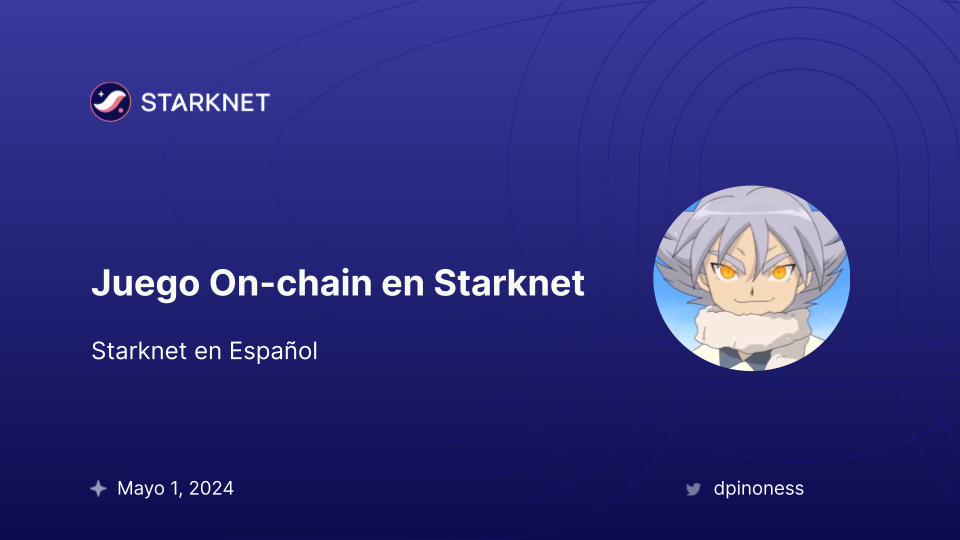 STARKNET
Juego On-chain en Starknet
Starknet en Español
Mayo 1, 2024
dpinoness